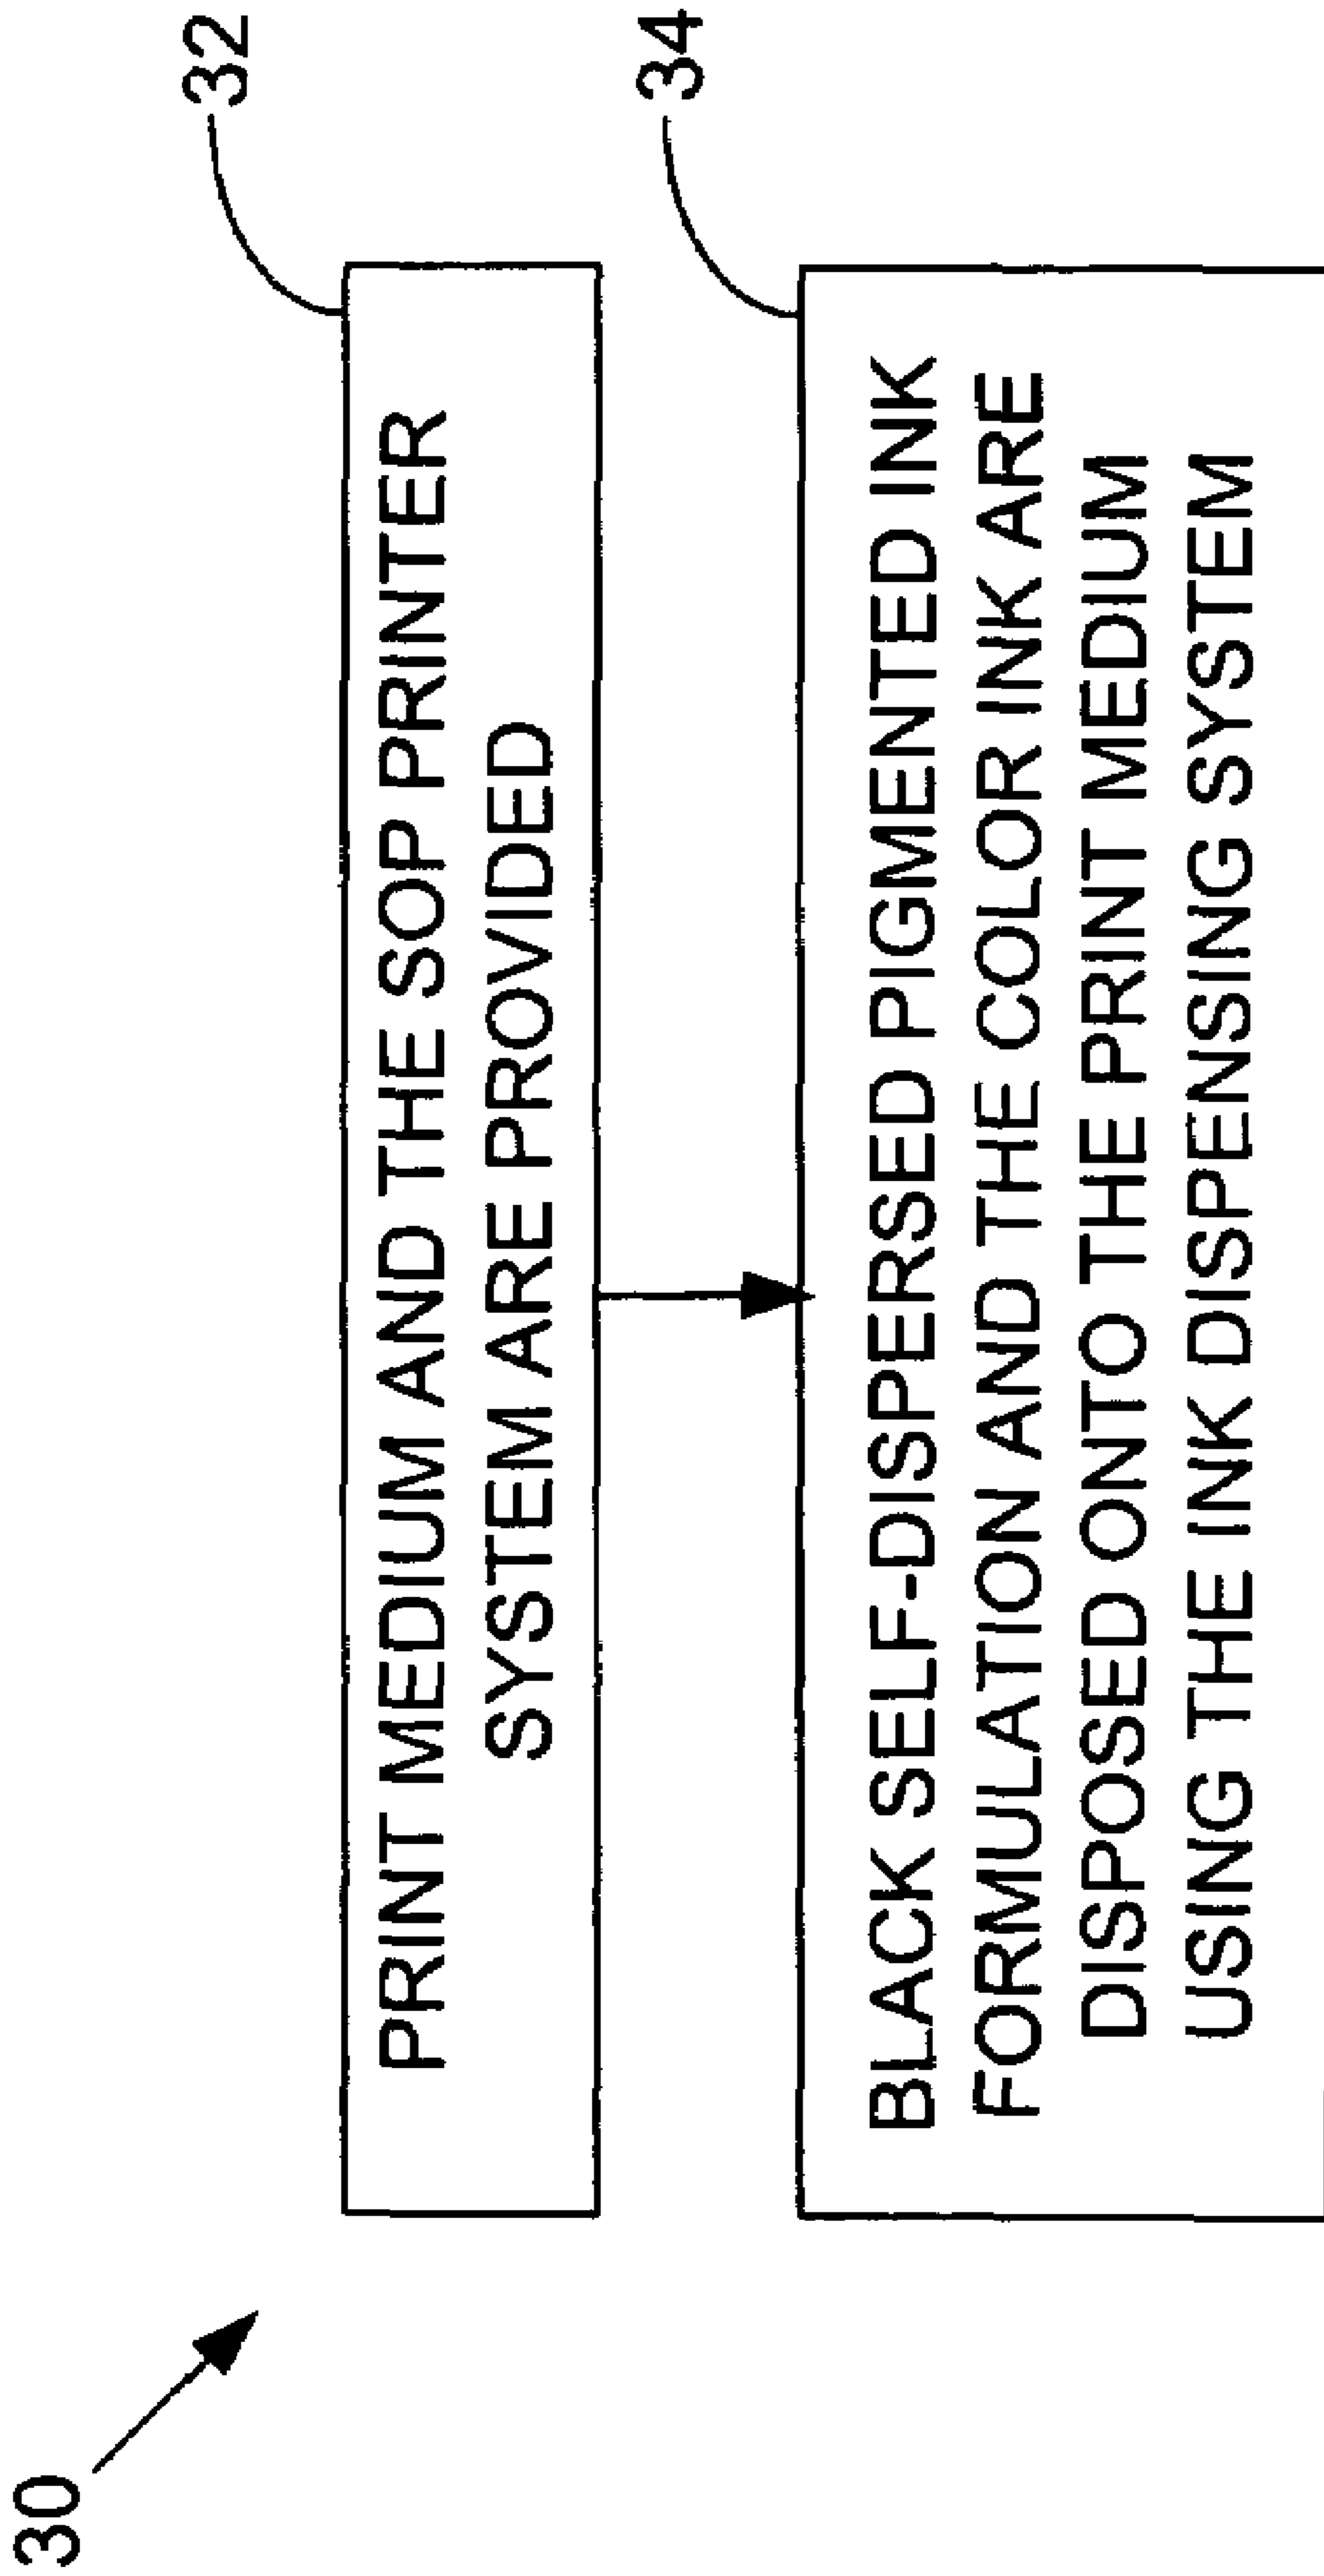 30
32
PRINT MEDIUM AND THE SOP PRINTER
SYSTEM ARE PROVIDED
34
BLACK SELF-DISPERSED PIGMENTED INK
FORMULATION AND THE COLOR INK ARE
DISPOSED ONTO THE PRINT MEDIUM
USING THE INK DISPENSING SYSTEM